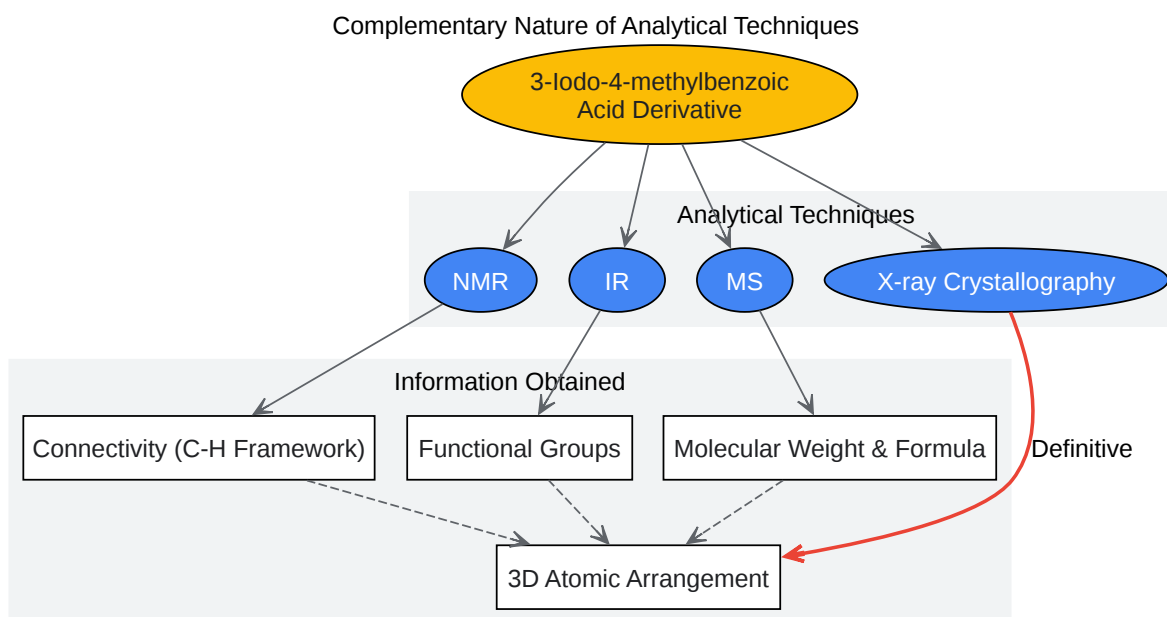 Complementary Nature of Analytical Techniques
3-Iodo-4-methylbenzoic
Acid Derivative
Analytical Techniques
NMR
IR
MS
X-ray Crystallography
Information Obtained
Connectivity (C-H Framework)
Functional Groups
Molecular Weight & Formula
Definitive
3D Atomic Arrangement